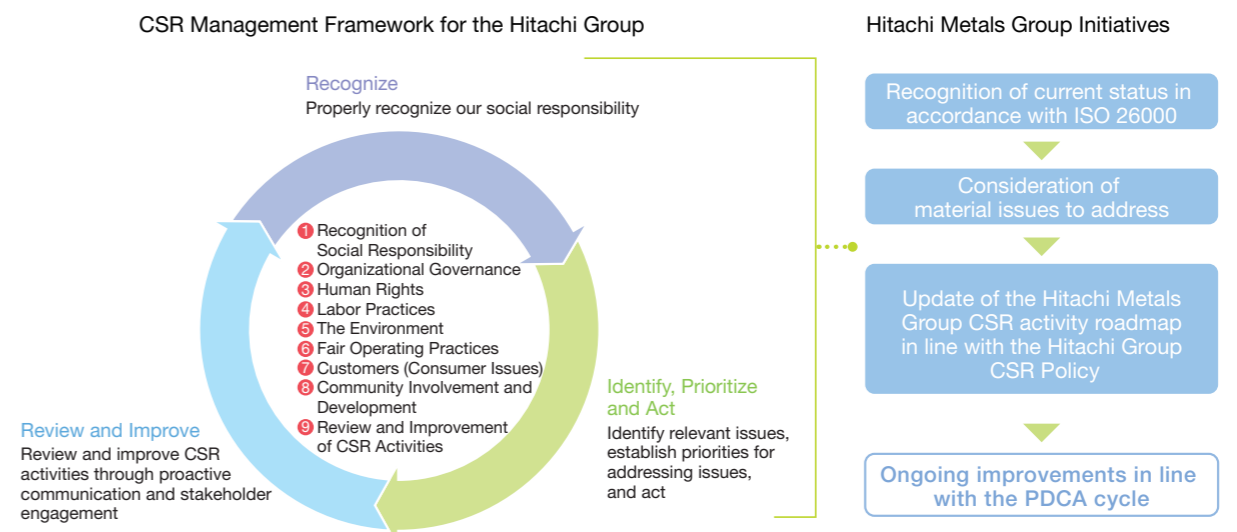 CSR Management Framework for the Hitachi Group
Recognize
Properly recognize our social responsibility
1 Recognition of
Social Responsibility
2 Organizational Governance
3 Human Rights
4 Labor Practices
5 The Environment
6 Fair Operating Practices
7 Customers (Consumer Issues)
8 Community Involvement and
Development
9 Review and Improvement
of CSR Activities
Identify, Prioritize
and Act
Identify relevant issues,
establish priorities for
addressing issues,
and act
Review and Improve
Review and improve CSR
activities through proactive
communication and stakeholder
engagement
Hitachi Metals Group Initiatives
Recognition of current status in
accordance with ISO 26000
Consideration of
material issues to address
Update of the Hitachi Metals
Group CSR activity roadmap
in line with the Hitachi Group
CSR Policy
Ongoing improvements in line
with the PDCA cycle